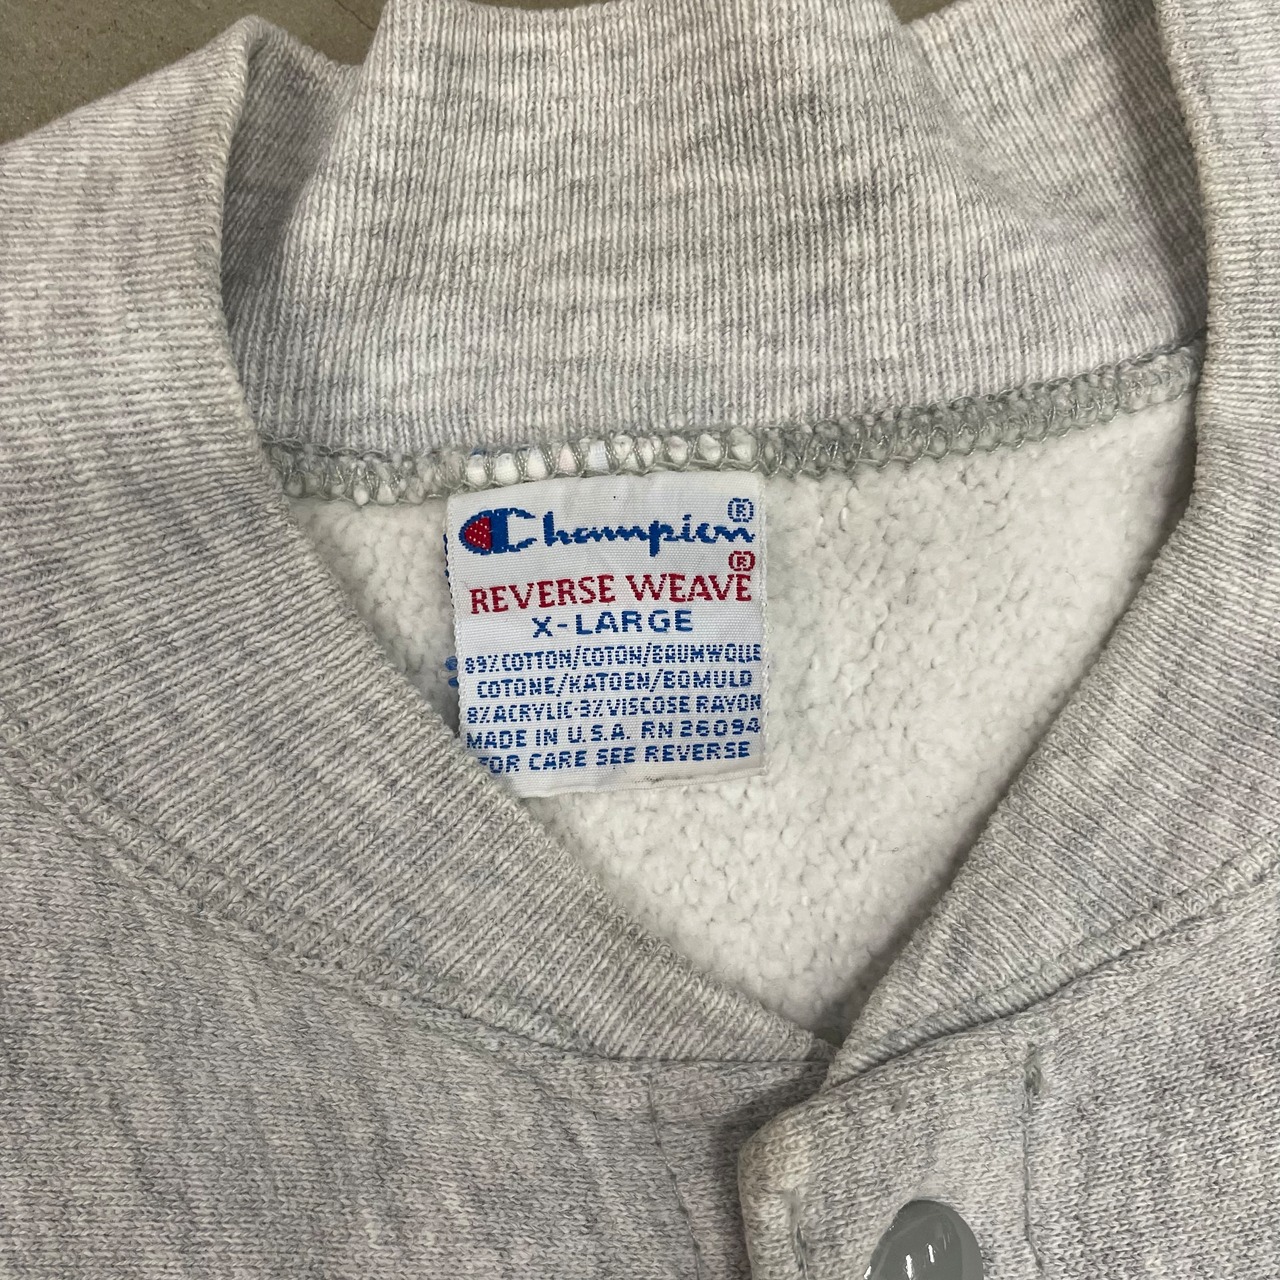 Champion®
®
REVERSE WEAVE
X-LARGE
89% COTTON/COTON/BAUMWOLLE
COTONE/KATOEN/BOMULD
8% ACRYLIC-3% VISCOSE RAYON
MADE IN U.S.A. RN 26094
FOR CARE SEE REVERSE